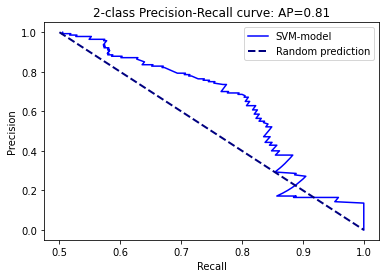 2-class Precision-Recall curve: AP=0.81
SVM-model
Random prediction
1.0
0.8
0.6
0.4
0.2
0.0
Precision
0.5
0.6
0.7
0.8
0.9
1.0
Recall